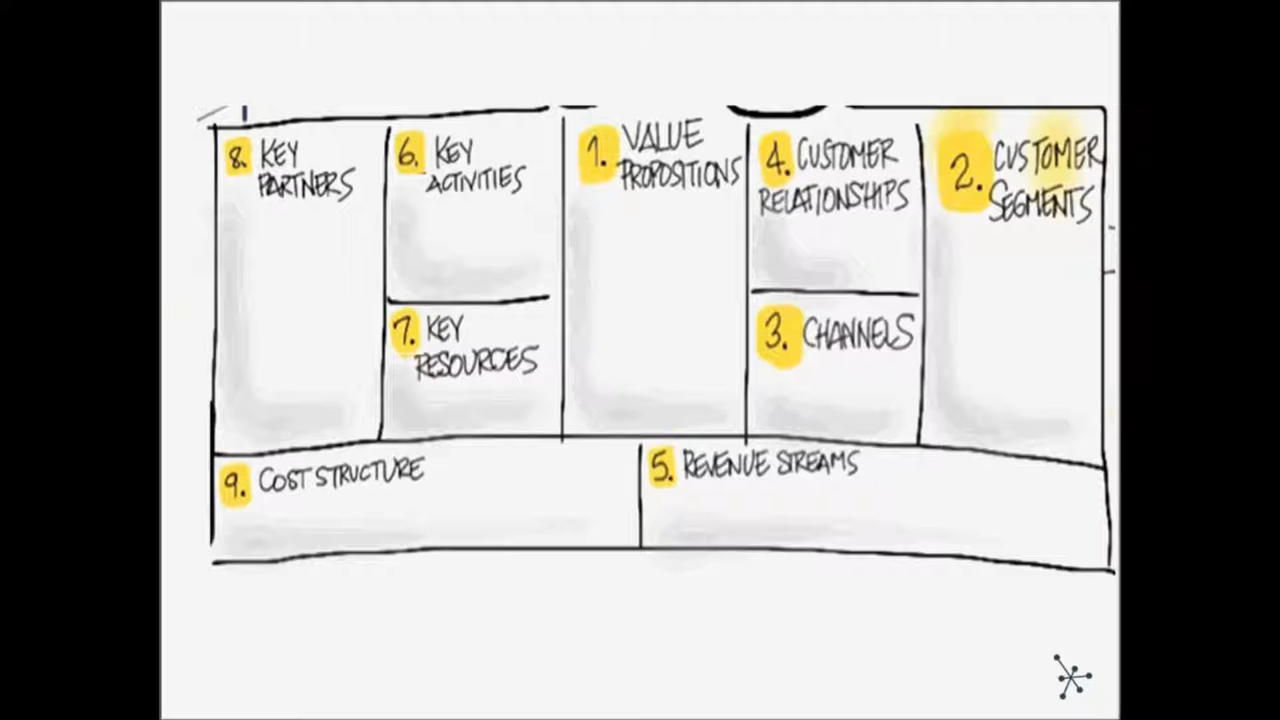 8. KEY
PARTNERS
6. KEY
ACTIVITIES
7. KEY
RESOURCES
1. VALUE
PROPOSITIONS
4. CUSTOMER
RELATIONSHIPS
3. CHANNELS
2. CUSTOMER
SEGMENTS
9. COST STRUCTURE
5. REVENUE STREAMS